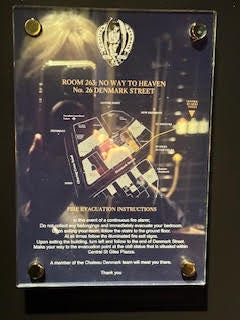 ROOM 263: NO WAY TO HEAVEN
No. 26 DENMARK STREET
FIRE EVACUATION INSTRUCTIONS
In the event of a continuous fire alarm;
Do not collect any belongings and immediately evacuate your bedroom.
Upon exiting your room, follow the stairs to the ground floor.
At all times follow the illuminated fire exit signs.
Upon exiting the building, turn left and follow to the end of Denmark Street.
Make your way to the evacuation point at the obli status that is situated within
Central St Giles Piazza.
A member of the Chateau Denmark team will meet you there.
Thank you